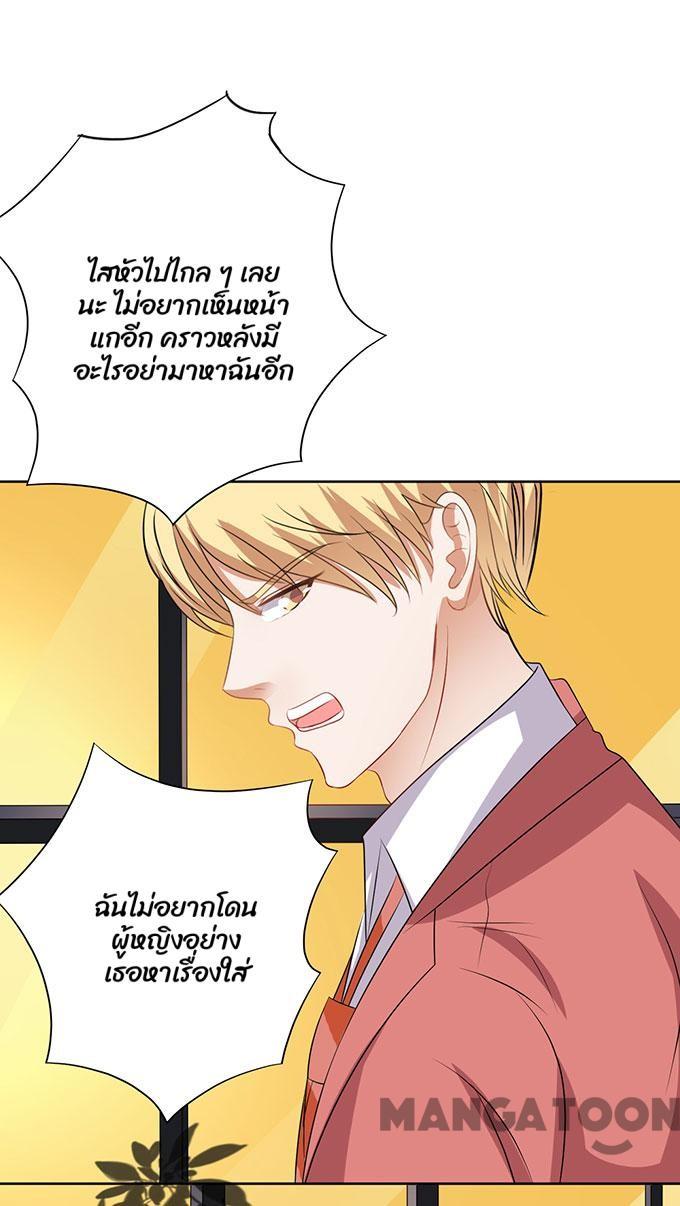 ไสหัวไปไกล ๆ เลย
นะ ไม่อยากเห็นหน้า
แกอีก คราวหลังมี
อะไรอย่ามาหาฉันอีก
ฉันไม่อยากโดน
ผู้หญิงอย่าง
เธอหาเรื่องใส่
MANGATOON